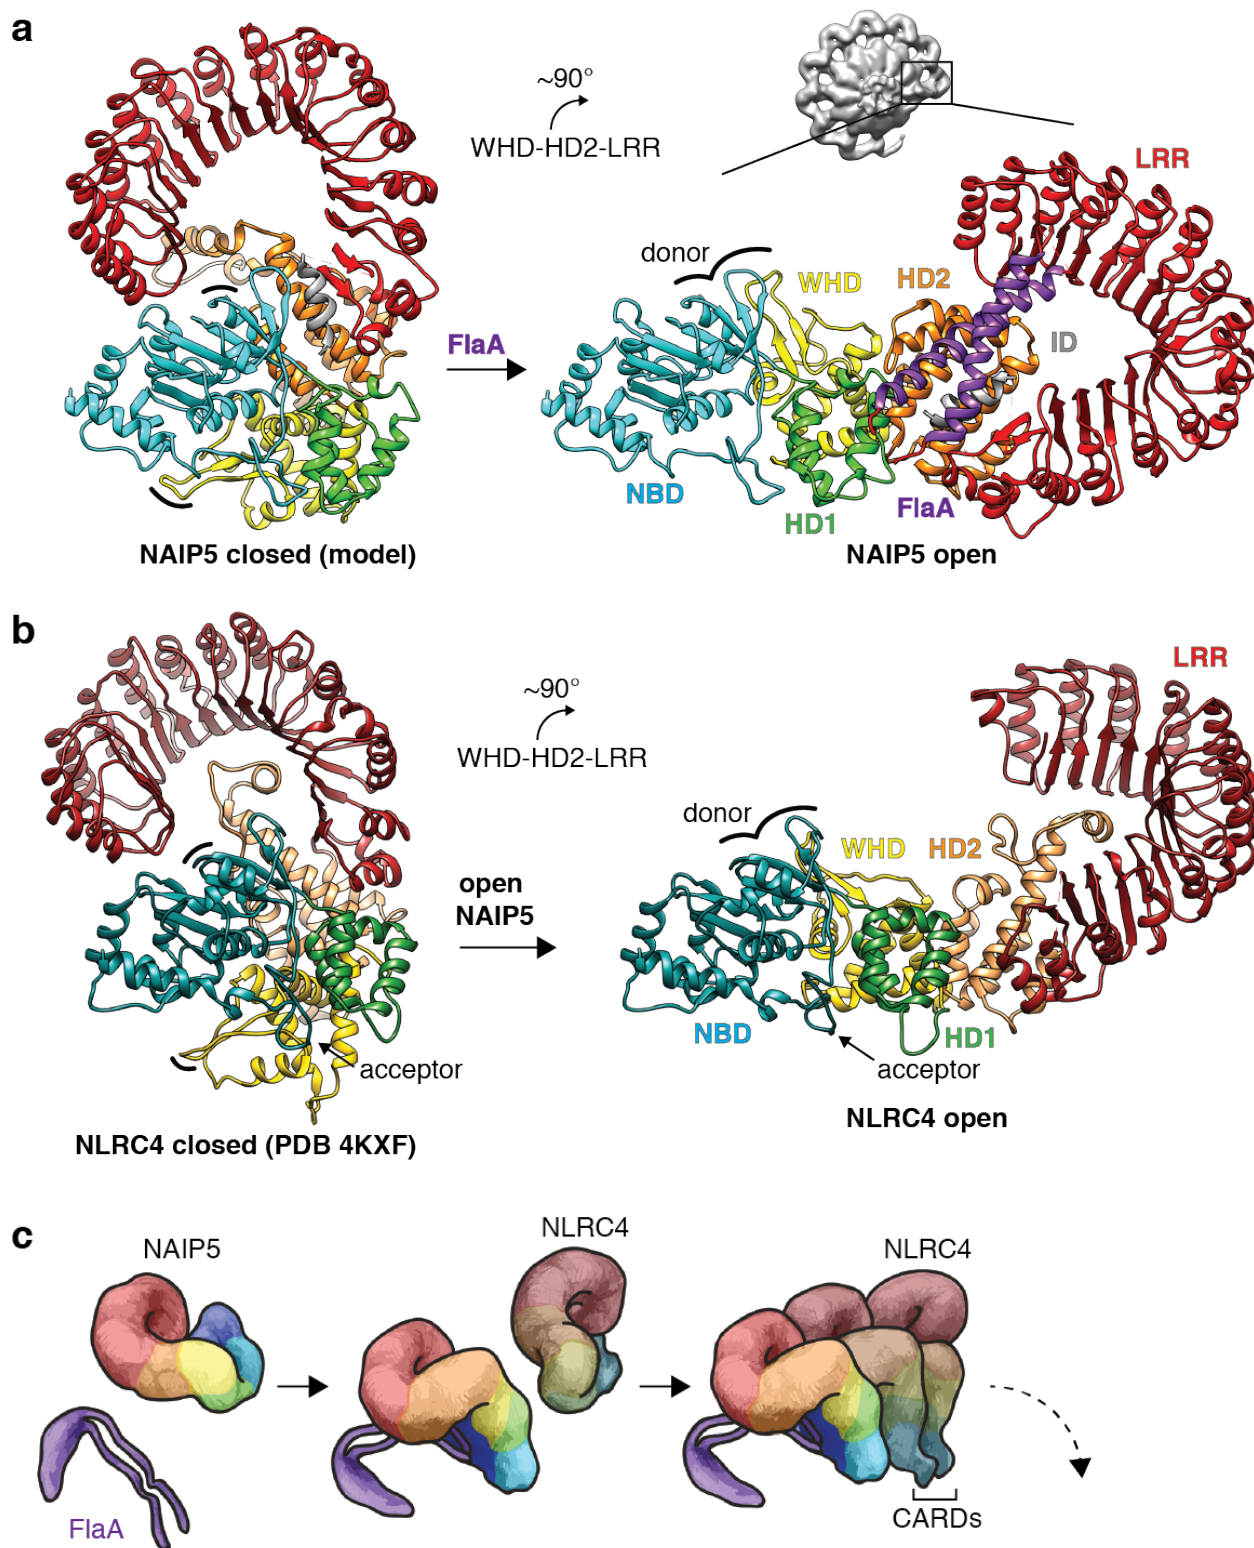 a
~90°
WHD-HD2-LRR
LRR
donor
WHD
HD2
ID
FlaA
NBD
HD1
FlaA
NAIP5 closed (model)
NAIP5 open
b
~90°
WHD-HD2-LRR
LRR
donor
WHD
HD2
open
NAIP5
NBD
HD1
acceptor
acceptor
NLRC4 closed (PDB 4KXF)
NLRC4 open
c
NAIP5
NLRC4
NLRC4
FlaA
CARDs